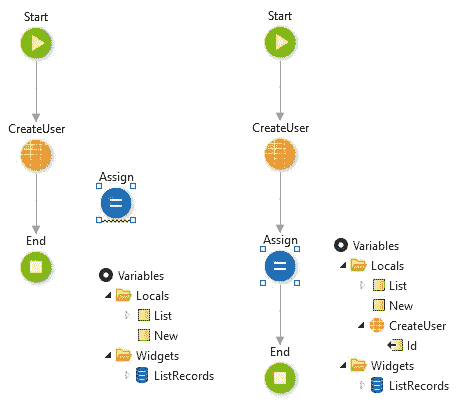 Start
CreateUser
Assign
End
Variables
Locals
List
New
Widgets
ListRecords
Start
CreateUser
Assign
End
Variables
Locals
List
New
CreateUser
Id
Widgets
ListRecords